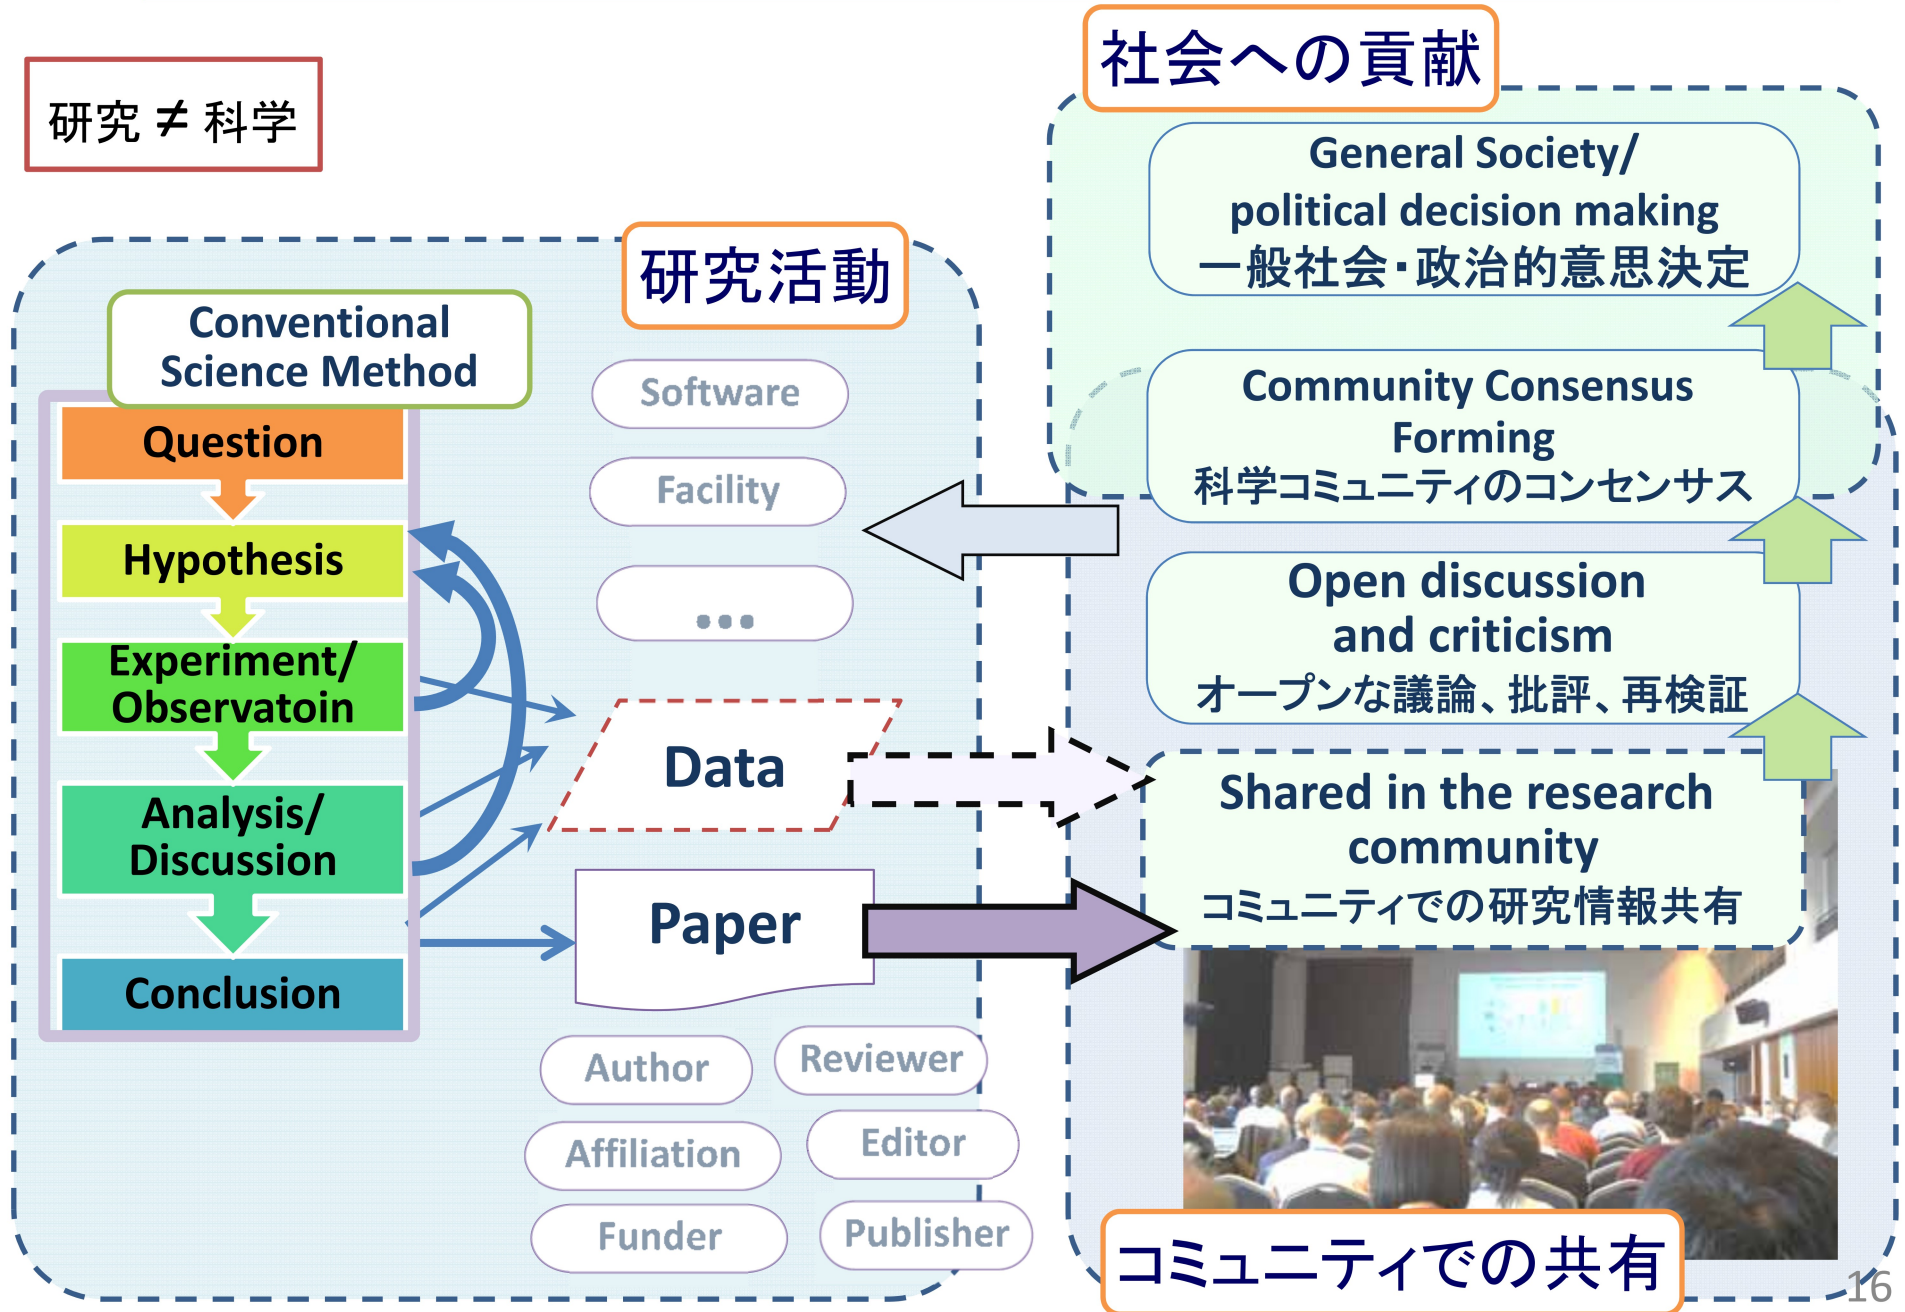 社会への貢献
研究 ≠ 科学
General Society/
political decision making
一般社会・政治的意思決定
研究活動
Conventional
Science Method
Question
Hypothesis
Experiment/
Observatoin
Analysis/
Discussion
Conclusion
Software
Facility
...
Data
Paper
Author
Reviewer
Affiliation
Editor
Funder
Publisher
Community Consensus
Forming
科学コミュニティのコンセンサス
Open discussion
and criticism
オープンな議論、批評、再検証
Shared in the research
community
コミュニティでの研究情報共有
コミュニティでの共有
16